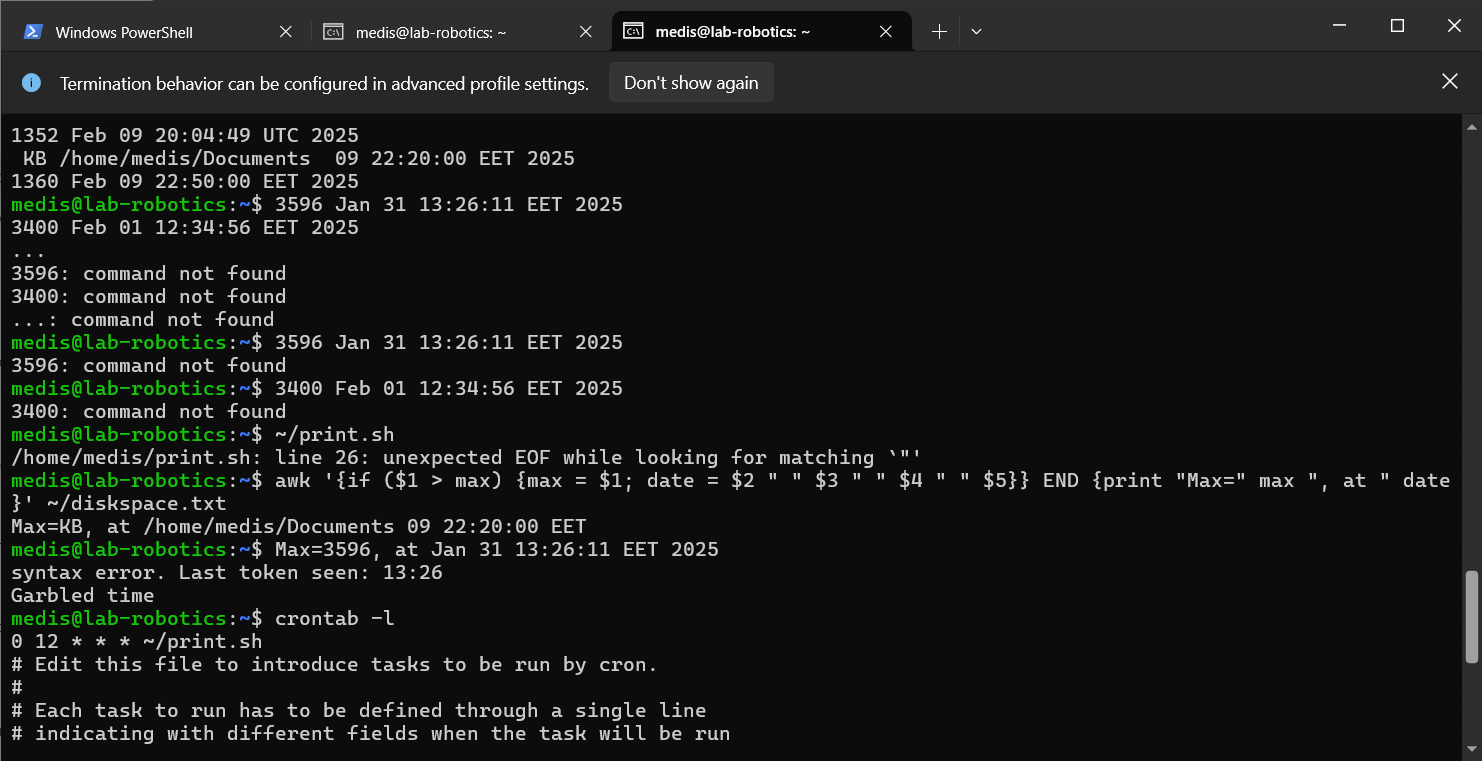 Windows PowerShell
medis@lab-robotics: ~
medis@lab-robotics: ~
Termination behavior can be configured in advanced profile settings.
Don't show again
1352 Feb 09 20:04:49 UTC 2025
 KB /home/medis/Documents  09 22:20:00 EET 2025
1360 Feb 09 22:50:00 EET 2025
medis@lab-robotics:~$ 3596 Jan 31 13:26:11 EET 2025
3400 Feb 01 12:34:56 EET 2025
...
3596: command not found
3400: command not found
...: command not found
medis@lab-robotics:~$ 3596 Jan 31 13:26:11 EET 2025
3596: command not found
medis@lab-robotics:~$ 3400 Feb 01 12:34:56 EET 2025
3400: command not found
medis@lab-robotics:~$ ~/print.sh
/home/medis/print.sh: line 26: unexpected EOF while looking for matching `"'
medis@lab-robotics:~$ awk '{if ($1 > max) {max = $1; date = $2 " " $3 " " $4 " " $5}} END {print "Max=" max ", at " date
}' ~/diskspace.txt
Max=KB, at /home/medis/Documents 09 22:20:00 EET
medis@lab-robotics:~$ Max=3596, at Jan 31 13:26:11 EET 2025
syntax error. Last token seen: 13:26
Garbled time
medis@lab-robotics:~$ crontab -l
0 12 * * * ~/print.sh
# Edit this file to introduce tasks to be run by cron.
#
# Each task to run has to be defined through a single line
# indicating with different fields when the task will be run